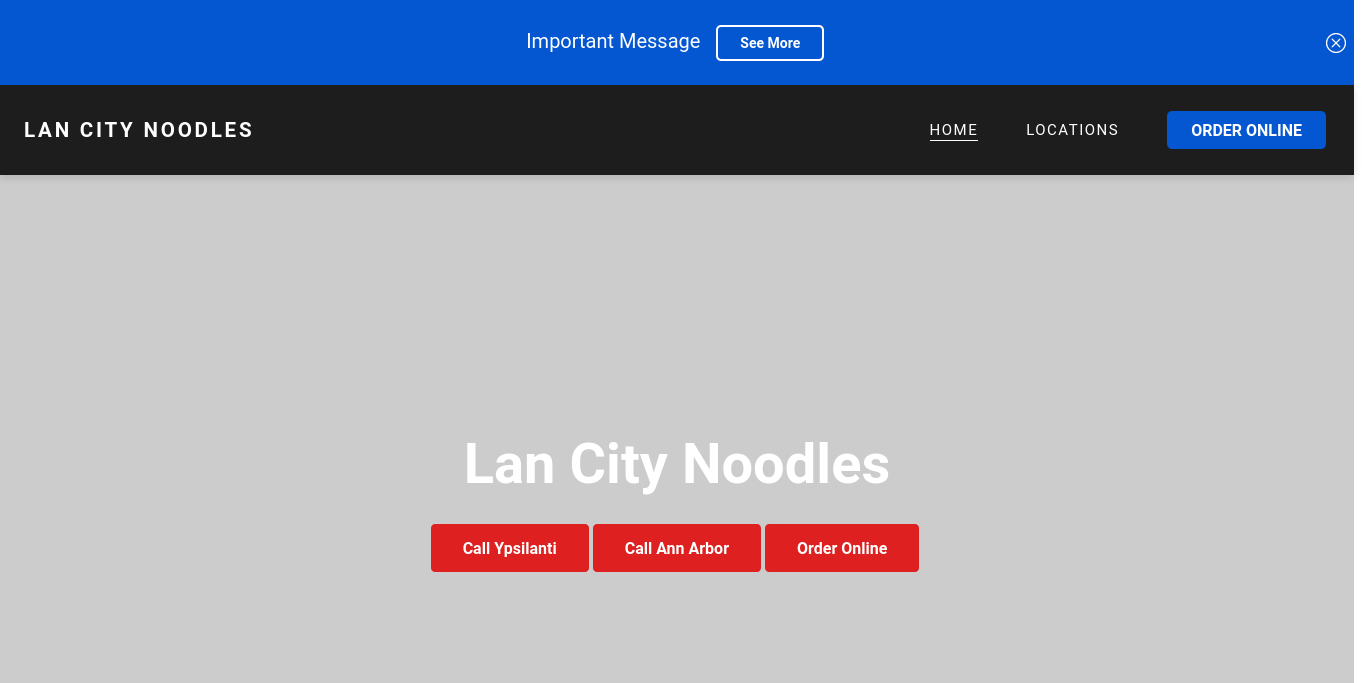 Important Message
See More
LAN CITY NOODLES
HOME
LOCATIONS
ORDER ONLINE
Lan City Noodles
Call Ypsilanti
Call Ann Arbor
Order Online